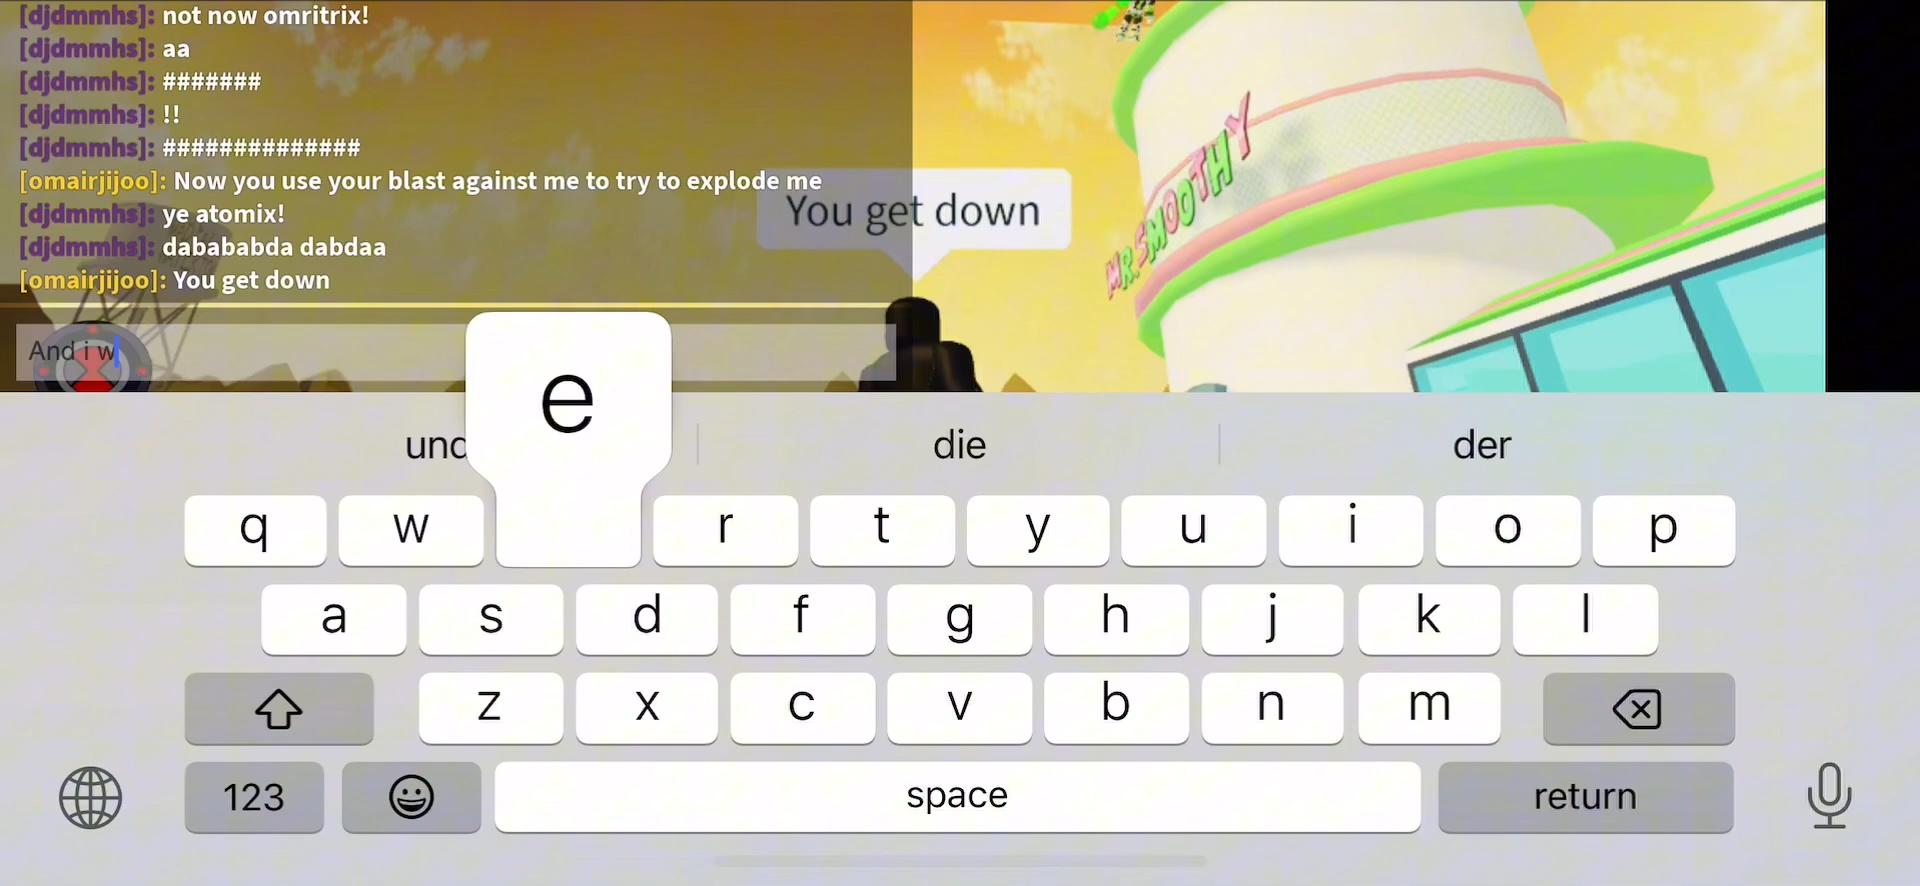 [djdmmhs]: not now omritrix!
[djdmmhs]: aa
[djdmmhs]: #######
[djdmmhs]: !!
[djdmmhs]: ##############
[omairjijoo]: Now you use your blast against me to try to explode me
[djdmmhs]: ye atomix!
[djdmmhs]: dabababda dabdaa
[omairjijoo]: You get down
You get down
MR. SMOOTHY
And i w
e
und die der
q w r t y u i o p
a s d f g h j k l
z x c v b n m
123 space return